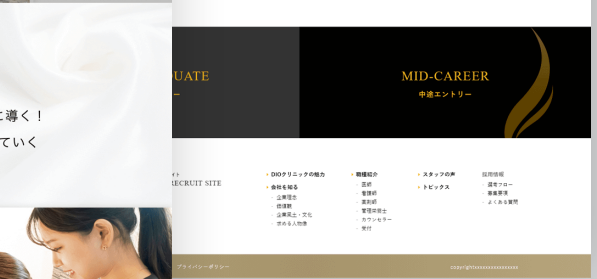 に導く！
ていく
UATE
ー
MID-CAREER
中途エントリー
イト
RECRUIT SITE
DIOクリニックの魅力
会社を知る
企業理念
価値観
企業風土・文化
求める人物像
職種紹介
医師
看護師
薬剤師
管理栄養士
カウンセラー
受付
スタッフの声
トピックス
採用情報
選考フロー
募集要項
よくある質問
プライバシーポリシー